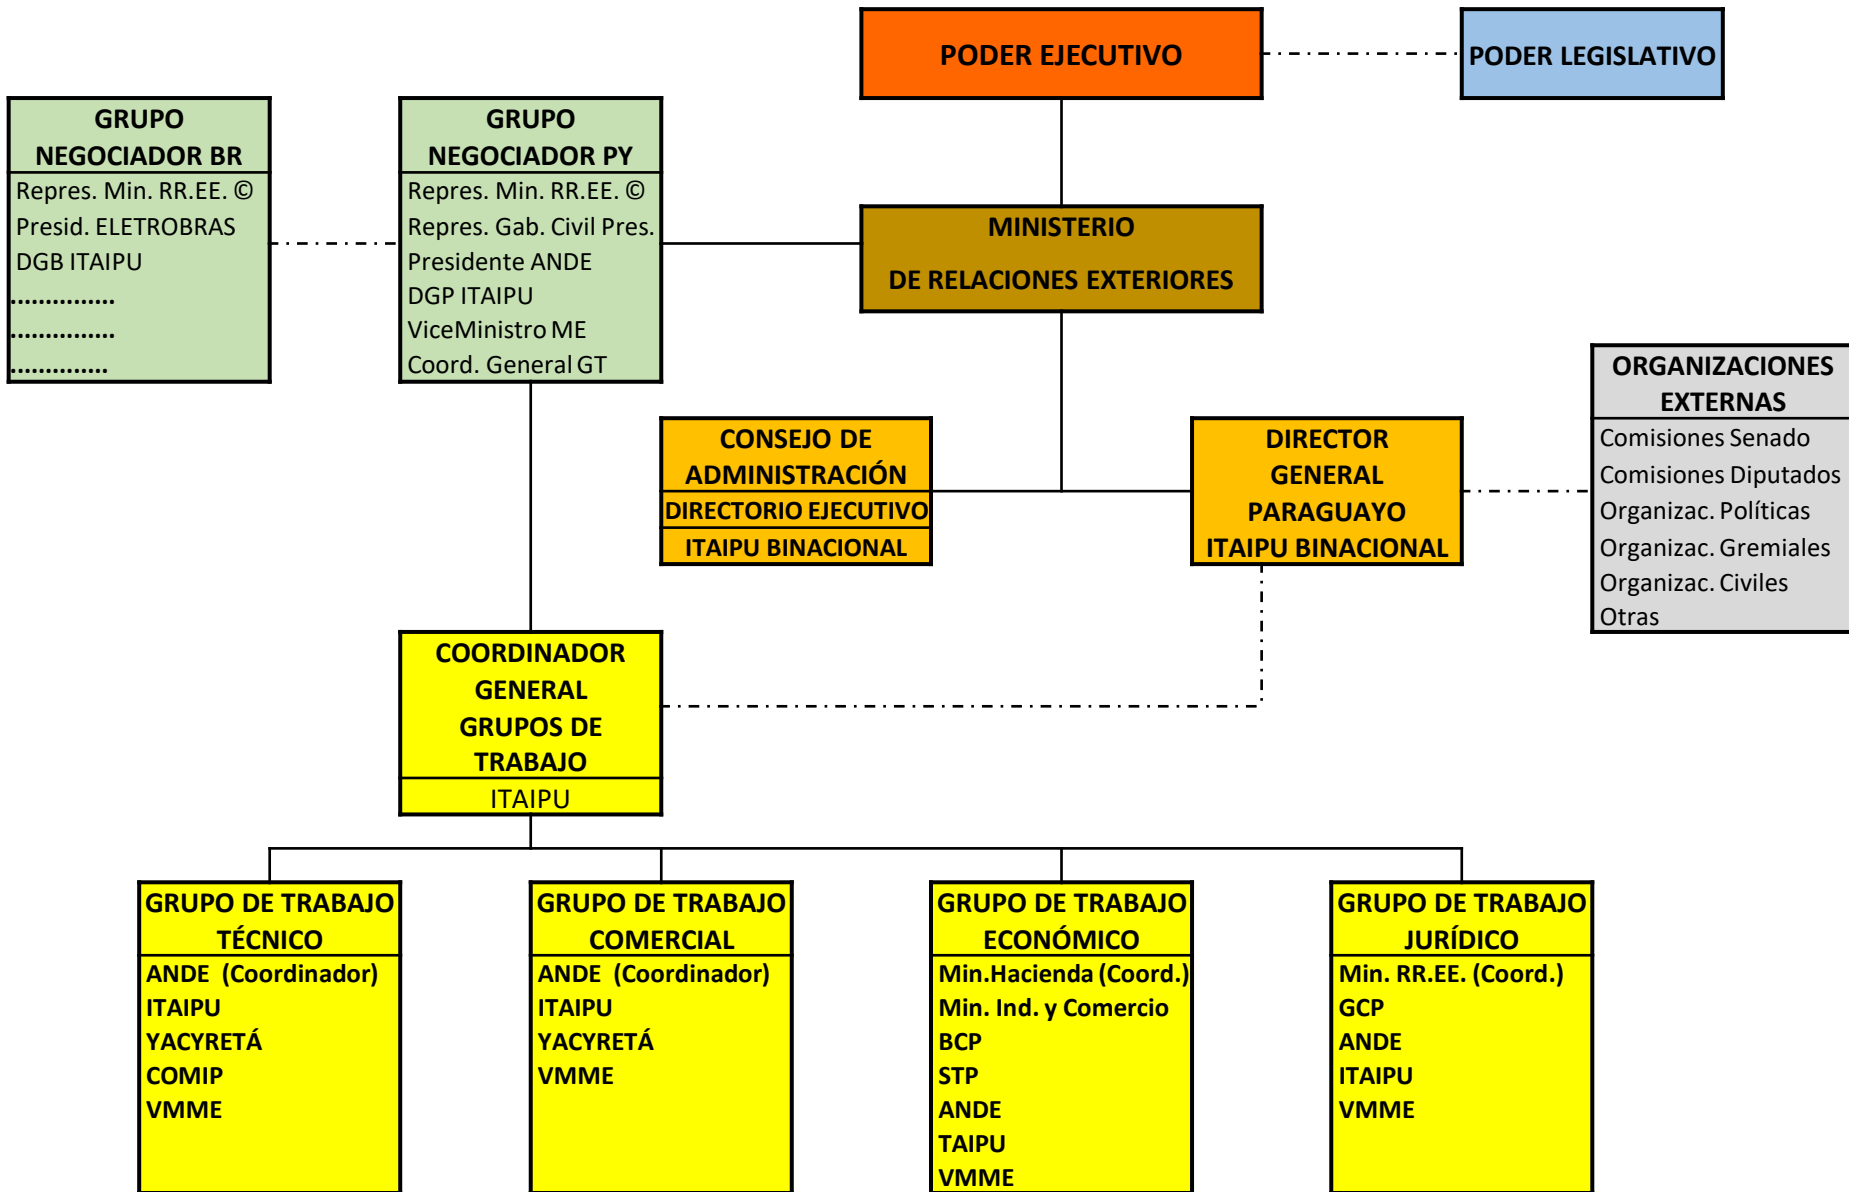 PODER EJECUTIVO
PODER LEGISLATIVO
GRUPO
NEGOCIADOR BR
Repres. Min. RR.EE. ©
Presid. ELETROBRAS
DGB ITAIPU
...............
...............
..............
GRUPO
NEGOCIADOR PY
Repres. Min. RR.EE. ©
Repres. Gab. Civil Pres.
Presidente ANDE
DGP ITAIPU
ViceMinistro ME
Coord. General GT
MINISTERIO
DE RELACIONES EXTERIORES
CONSEJO DE
ADMINISTRACIÓN
DIRECTORIO EJECUTIVO
ITAIPU BINACIONAL
DIRECTOR
GENERAL
PARAGUAYO
ITAIPU BINACIONAL
ORGANIZACIONES
EXTERNAS
Comisiones Senado
Comisiones Diputados
Organizac. Políticas
Organizac. Gremiales
Organizac. Civiles
Otras
COORDINADOR
GENERAL
GRUPOS DE
TRABAJO
ITAIPU
GRUPO DE TRABAJO
TÉCNICO
ANDE (Coordinador)
ITAIPU
YACYRETÁ
COMIP
VMME
GRUPO DE TRABAJO
COMERCIAL
ANDE (Coordinador)
ITAIPU
YACYRETÁ
VMME
GRUPO DE TRABAJO
ECONÓMICO
Min.Hacienda (Coord.)
Min. Ind. y Comercio
BCP
STP
ANDE
TAIPU
VMME
GRUPO DE TRABAJO
JURÍDICO
Min. RR.EE. (Coord.)
GCP
ANDE
ITAIPU
VMME